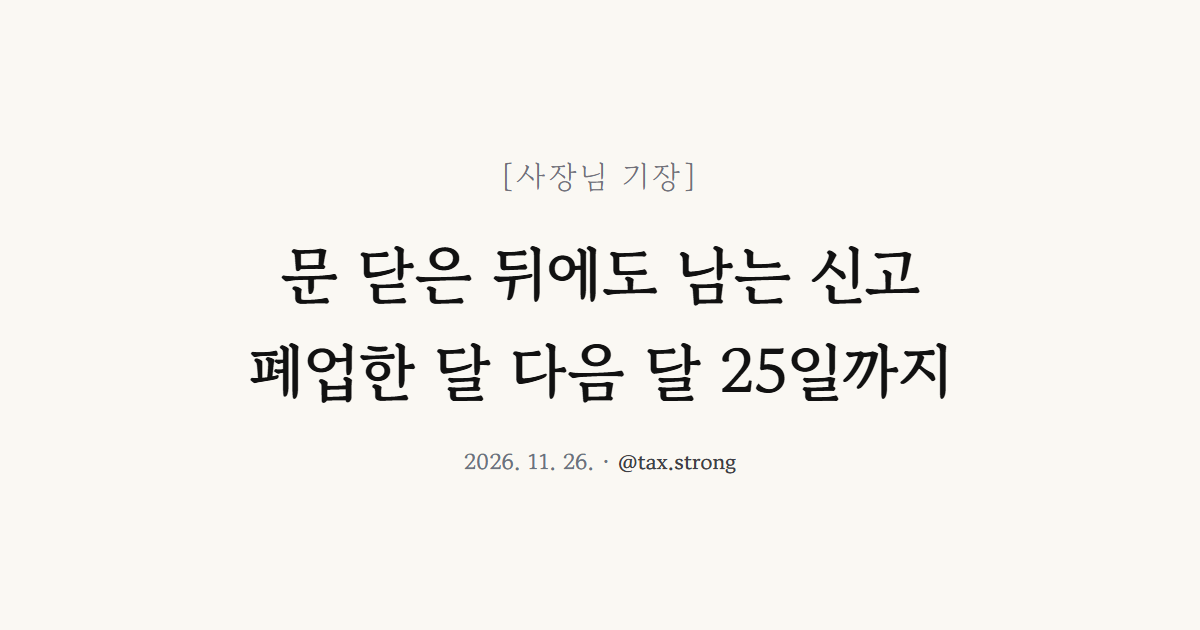 [사장님 기장]
문 닫은 뒤에도 남는 신고
폐업한 달 다음 달 25일까지
2026. 11. 26. · @tax.strong